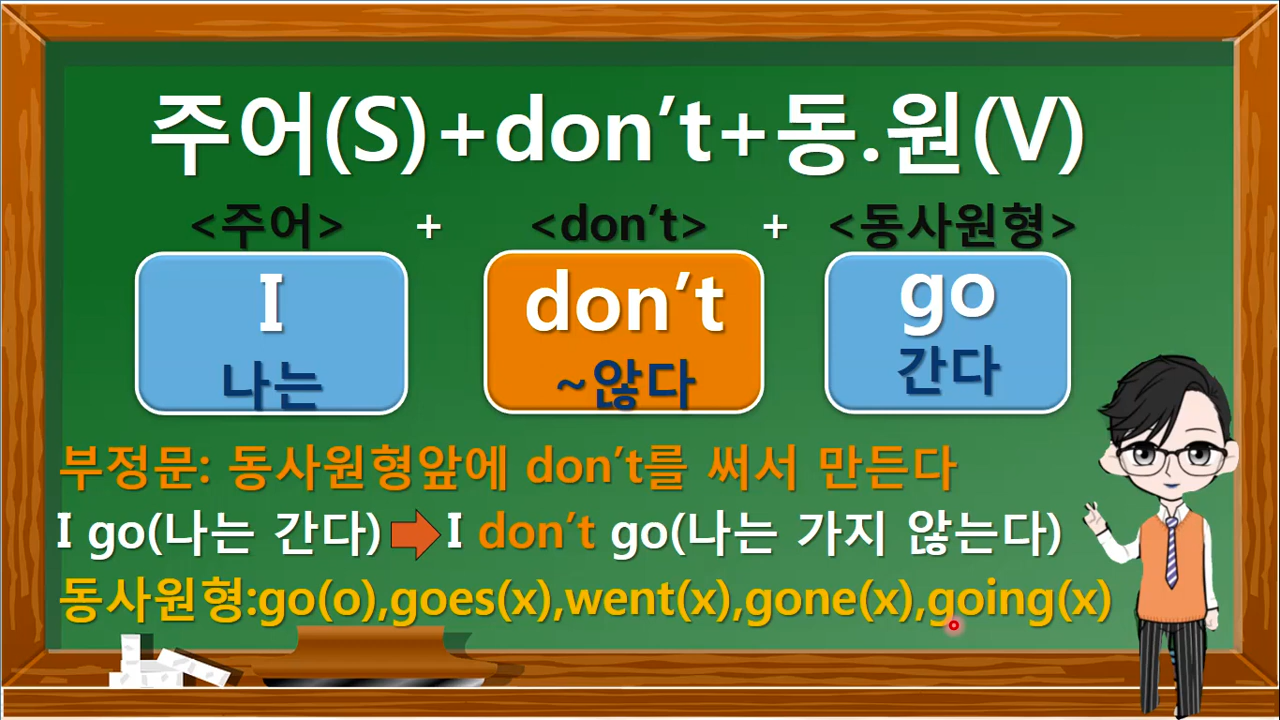 주어(S)+don’t+동.원(V)
<주어> + <don’t> + <동사원형>
I don’t go
나는 ~않다 간다
부정문: 동사원형앞에 don’t를 써서 만든다
I go(나는 간다) I don’t go(나는 가지 않는다)
동사원형:go(o),goes(x),went(x),gone(x),going(x)